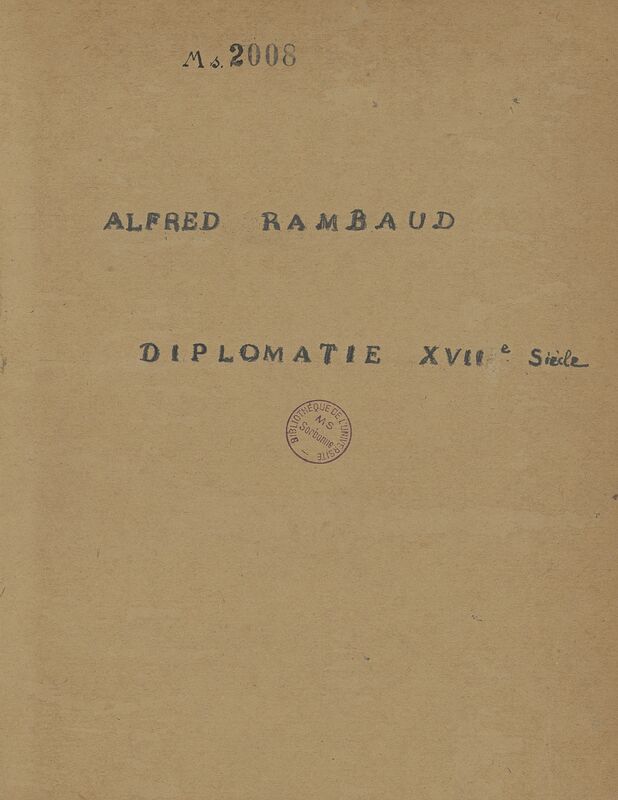 Ms. 2008
ALFRED RAMBAUD
DIPLOMATIE XVIIe Siècle
BIBLIOTHÈQUE DE L'UNIVERSITÉ
MS
Sorbonne